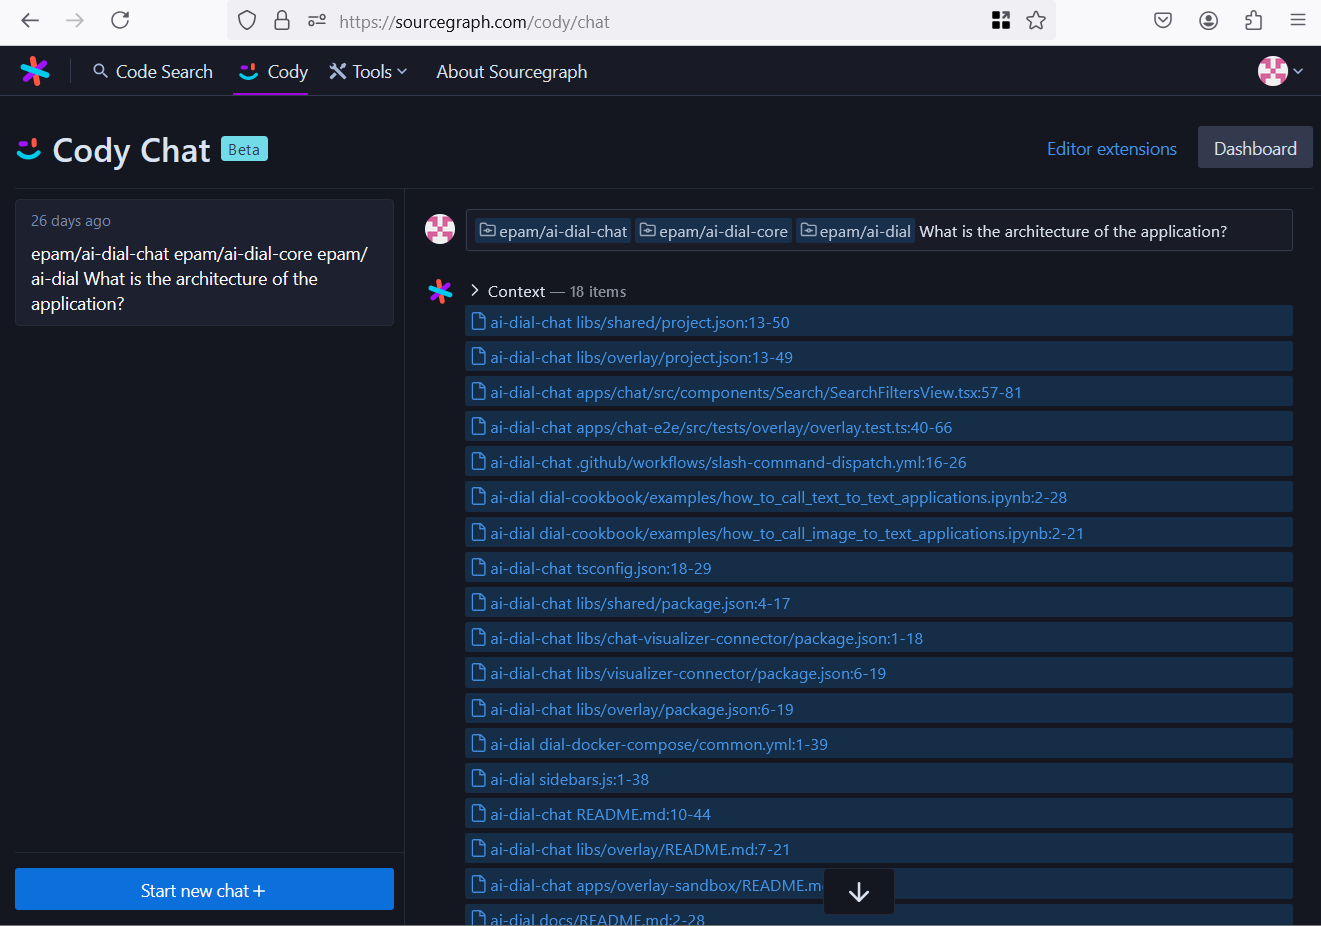 https://sourcegraph.com/cody/chat
Code Search Cody Tools About Sourcegraph
Cody Chat Beta
Editor extensions Dashboard
26 days ago
epam/ai-dial-chat epam/ai-dial-core epam/
ai-dial What is the architecture of the
application?
Start new chat+
epam/ai-dial-chat epam/ai-dial-core epam/ai-dial What is the architecture of the application?
Context — 18 items
ai-dial-chat libs/shared/project.json:13-50
ai-dial-chat libs/overlay/project.json:13-49
ai-dial-chat apps/chat/src/components/Search/SearchFiltersView.tsx:57-81
ai-dial-chat apps/chat-e2e/src/tests/overlay/overlay.test.ts:40-66
ai-dial-chat .github/workflows/slash-command-dispatch.yml:16-26
ai-dial dial-cookbook/examples/how_to_call_text_to_text_applications.ipynb:2-28
ai-dial dial-cookbook/examples/how_to_call_image_to_text_applications.ipynb:2-21
ai-dial-chat tsconfig.json:18-29
ai-dial-chat libs/shared/package.json:4-17
ai-dial-chat libs/chat-visualizer-connector/package.json:1-18
ai-dial-chat libs/visualizer-connector/package.json:6-19
ai-dial-chat libs/overlay/package.json:6-19
ai-dial dial-docker-compose/common.yml:1-39
ai-dial sidebars.js:1-38
ai-dial-chat README.md:10-44
ai-dial-chat libs/overlay/README.md:7-21
ai-dial-chat apps/overlay-sandbox/README.m
ai-dial docs/README.md:2-28